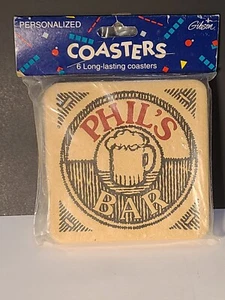 PERSONALIZED
Gibson
COASTERS
6 Long-lasting coasters
PHIL'S
BAR